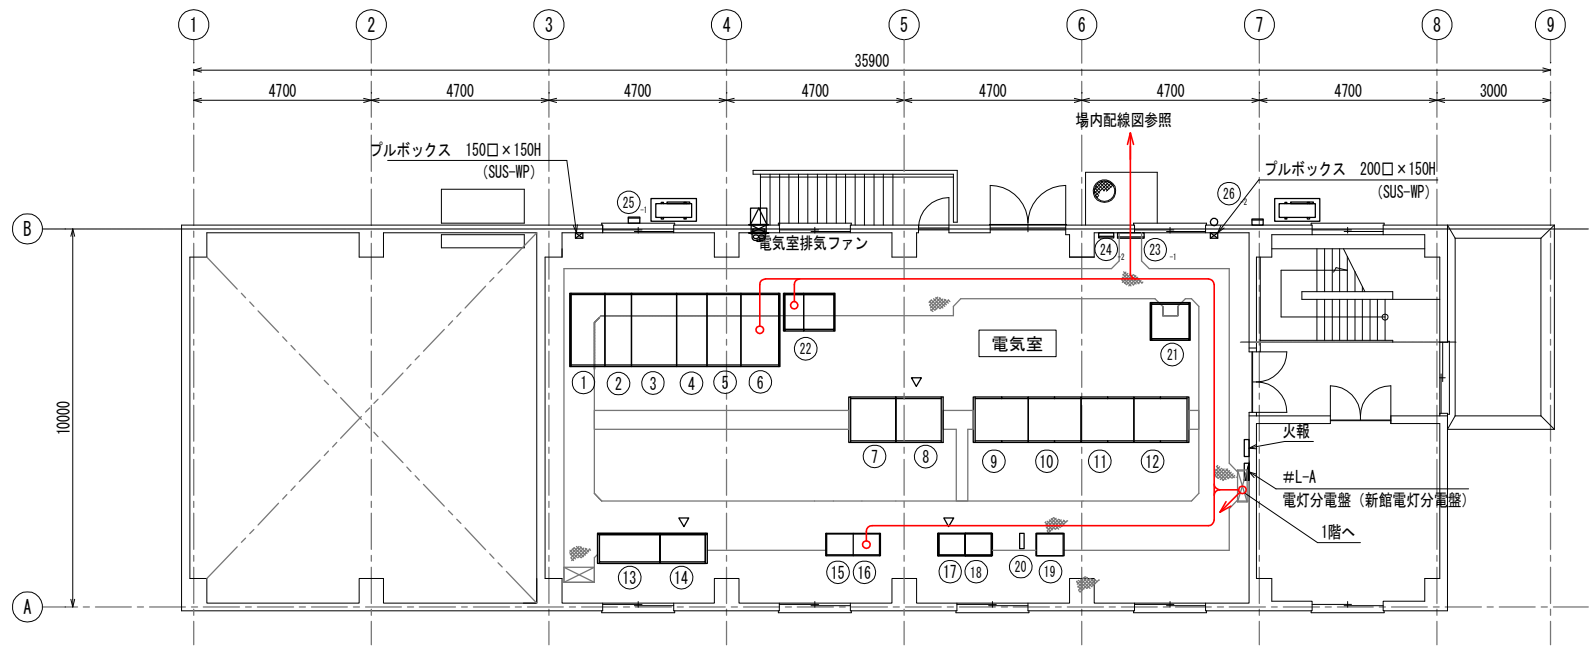 1 2 3 4 5 6 7 8 9
35900
4700 4700 4700 4700 4700 4700 4700 3000
場内配線図参照
プルボックス 150□×150H
(SUS-WP)
プルボックス 200□×150H
(SUS-WP)
25 -1
26 -2
B
電気室排気ファン
24 -2
23 -1
電気室
22
21
1 2 3 4 5 6
10000
7 8 9 10 11 12
火報
#L-A
電灯分電盤（新館電灯分電盤）
1階へ
13 14 15 16 17 18 20 19
A